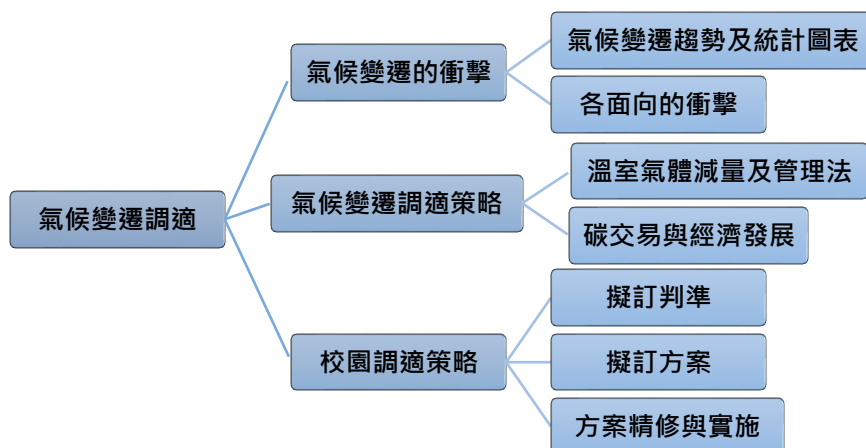 氣候變遷調適
氣候變遷的衝擊
氣候變遷趨勢及統計圖表
各面向的衝擊
氣候變遷調適策略
溫室氣體減量及管理法
碳交易與經濟發展
校園調適策略
擬訂判準
擬訂方案
方案精修與實施